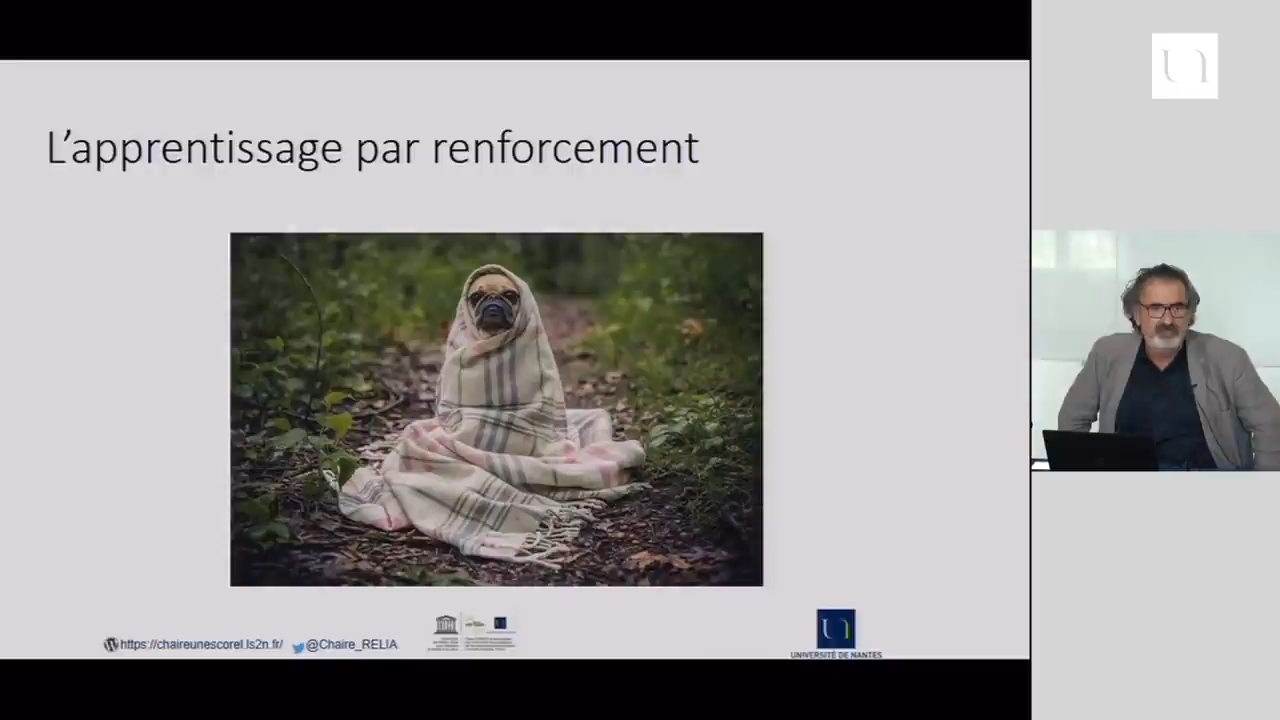 L'apprentissage par renforcement
https://chaireunescorel.ls2n.fr/ @Chaire_RELIA
UNIVERSITÉ DE NANTES